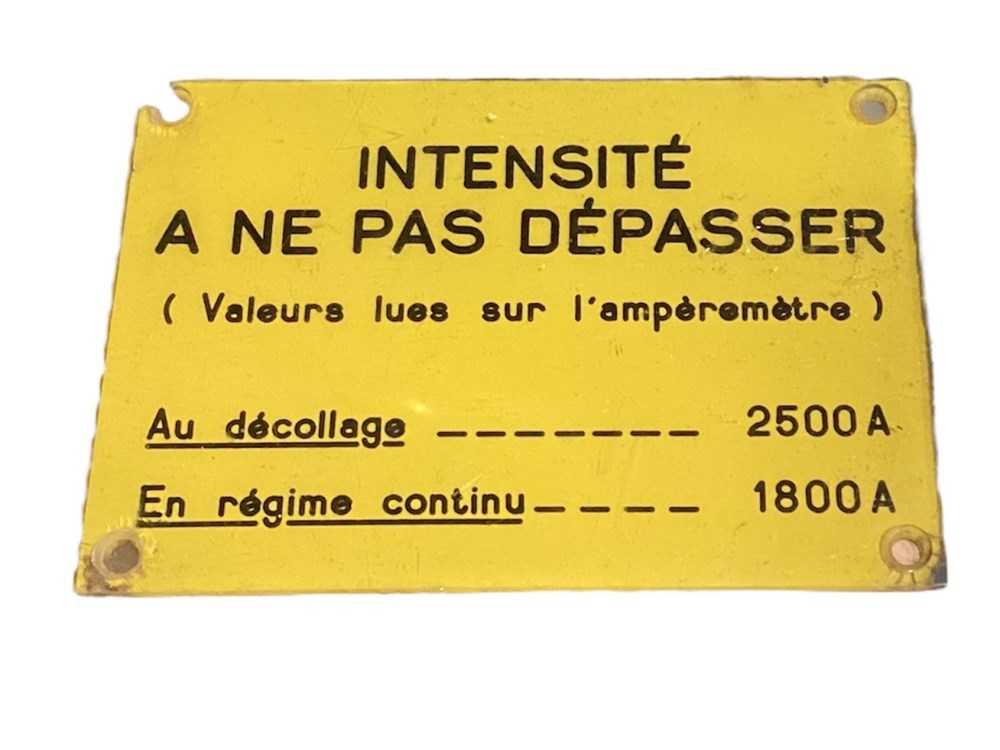 INTENSITÉ
A NE PAS DÉPASSER
( Valeurs lues sur l'ampèremètre )
Au décollage _ _ _ _ _ _ _ 2500 A
En régime continu _ _ _ _ 1800 A